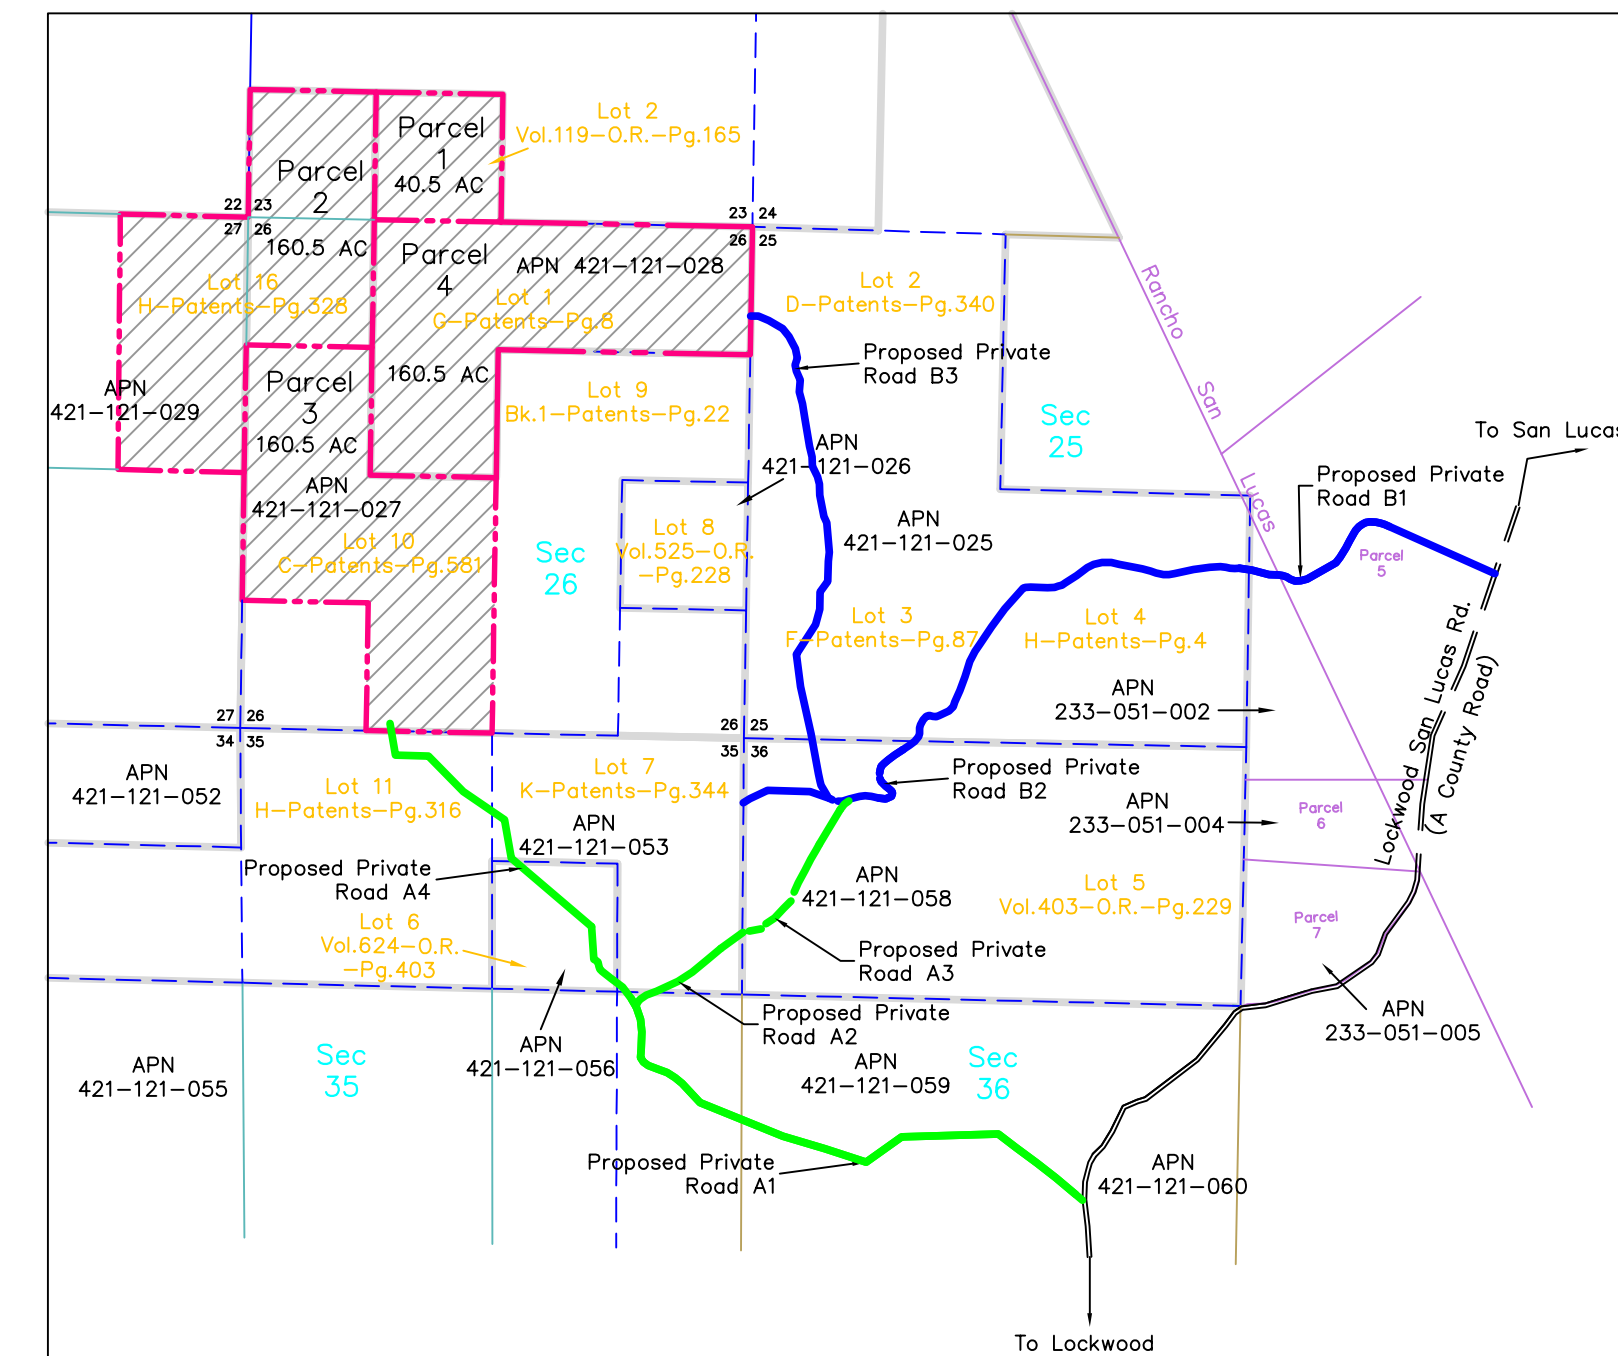 Lot 2
Vol.119-O.R.-Pg.165
Parcel
1
40.5 AC
Parcel
2
160.5 AC
22 23
27 26
23 24
26 25
Parcel
4
APN 421-121-028
Lot 1
G-Patents-Pg.8
160.5 AC
Lot 16
H-Patents-Pg.328
Lot 2
D-Patents-Pg.340
Rancho
San
Lucas
Proposed Private
Road B3
APN
421-121-029
Parcel
3
160.5 AC
APN
421-121-027
Lot 10
C-Patents-Pg.581
Lot 9
Bk.1-Patents-Pg.22
APN
421-121-026
Sec
25
To San Lucas
Proposed Private
Road B1
Lot 8
Vol.525-O.R.
-Pg.228
Sec
26
APN
421-121-025
Parcel
5
Lot 3
F-Patents-Pg.87
Lot 4
H-Patents-Pg.4
APN
233-051-002
Lockwood San Lucas Rd.
(A County Road)
27 26
34 35
26 25
35 36
APN
421-121-052
Lot 11
H-Patents-Pg.316
Lot 7
K-Patents-Pg.344
Proposed Private
Road B2
APN
233-051-004
Parcel
6
APN
421-121-053
Proposed Private
Road A4
APN
421-121-058
Lot 5
Vol.403-O.R.-Pg.229
Parcel
7
Lot 6
Vol.624-O.R.
-Pg.403
Proposed Private
Road A3
Proposed Private
Road A2
APN
233-051-005
APN
421-121-055
Sec
35
APN
421-121-056
APN
421-121-059
Sec
36
Proposed Private
Road A1
APN
421-121-060
To Lockwood